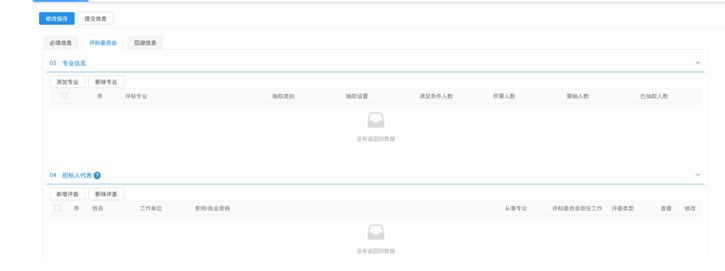 修改保存 提交信息
必填信息 评标委员会 回避信息
03 专业信息
添加专业 删除专业
序 评标专业 抽取类别 抽取设置 满足条件人数 所需人数 需抽人数 已抽取人数
没有返回的数据
04 招标人代表 ?
新增评委 删除评委
序 姓名 工作单位 职称/执业资格 从事专业 评标委员会担任工作 评委类型 查看 修改
没有返回的数据